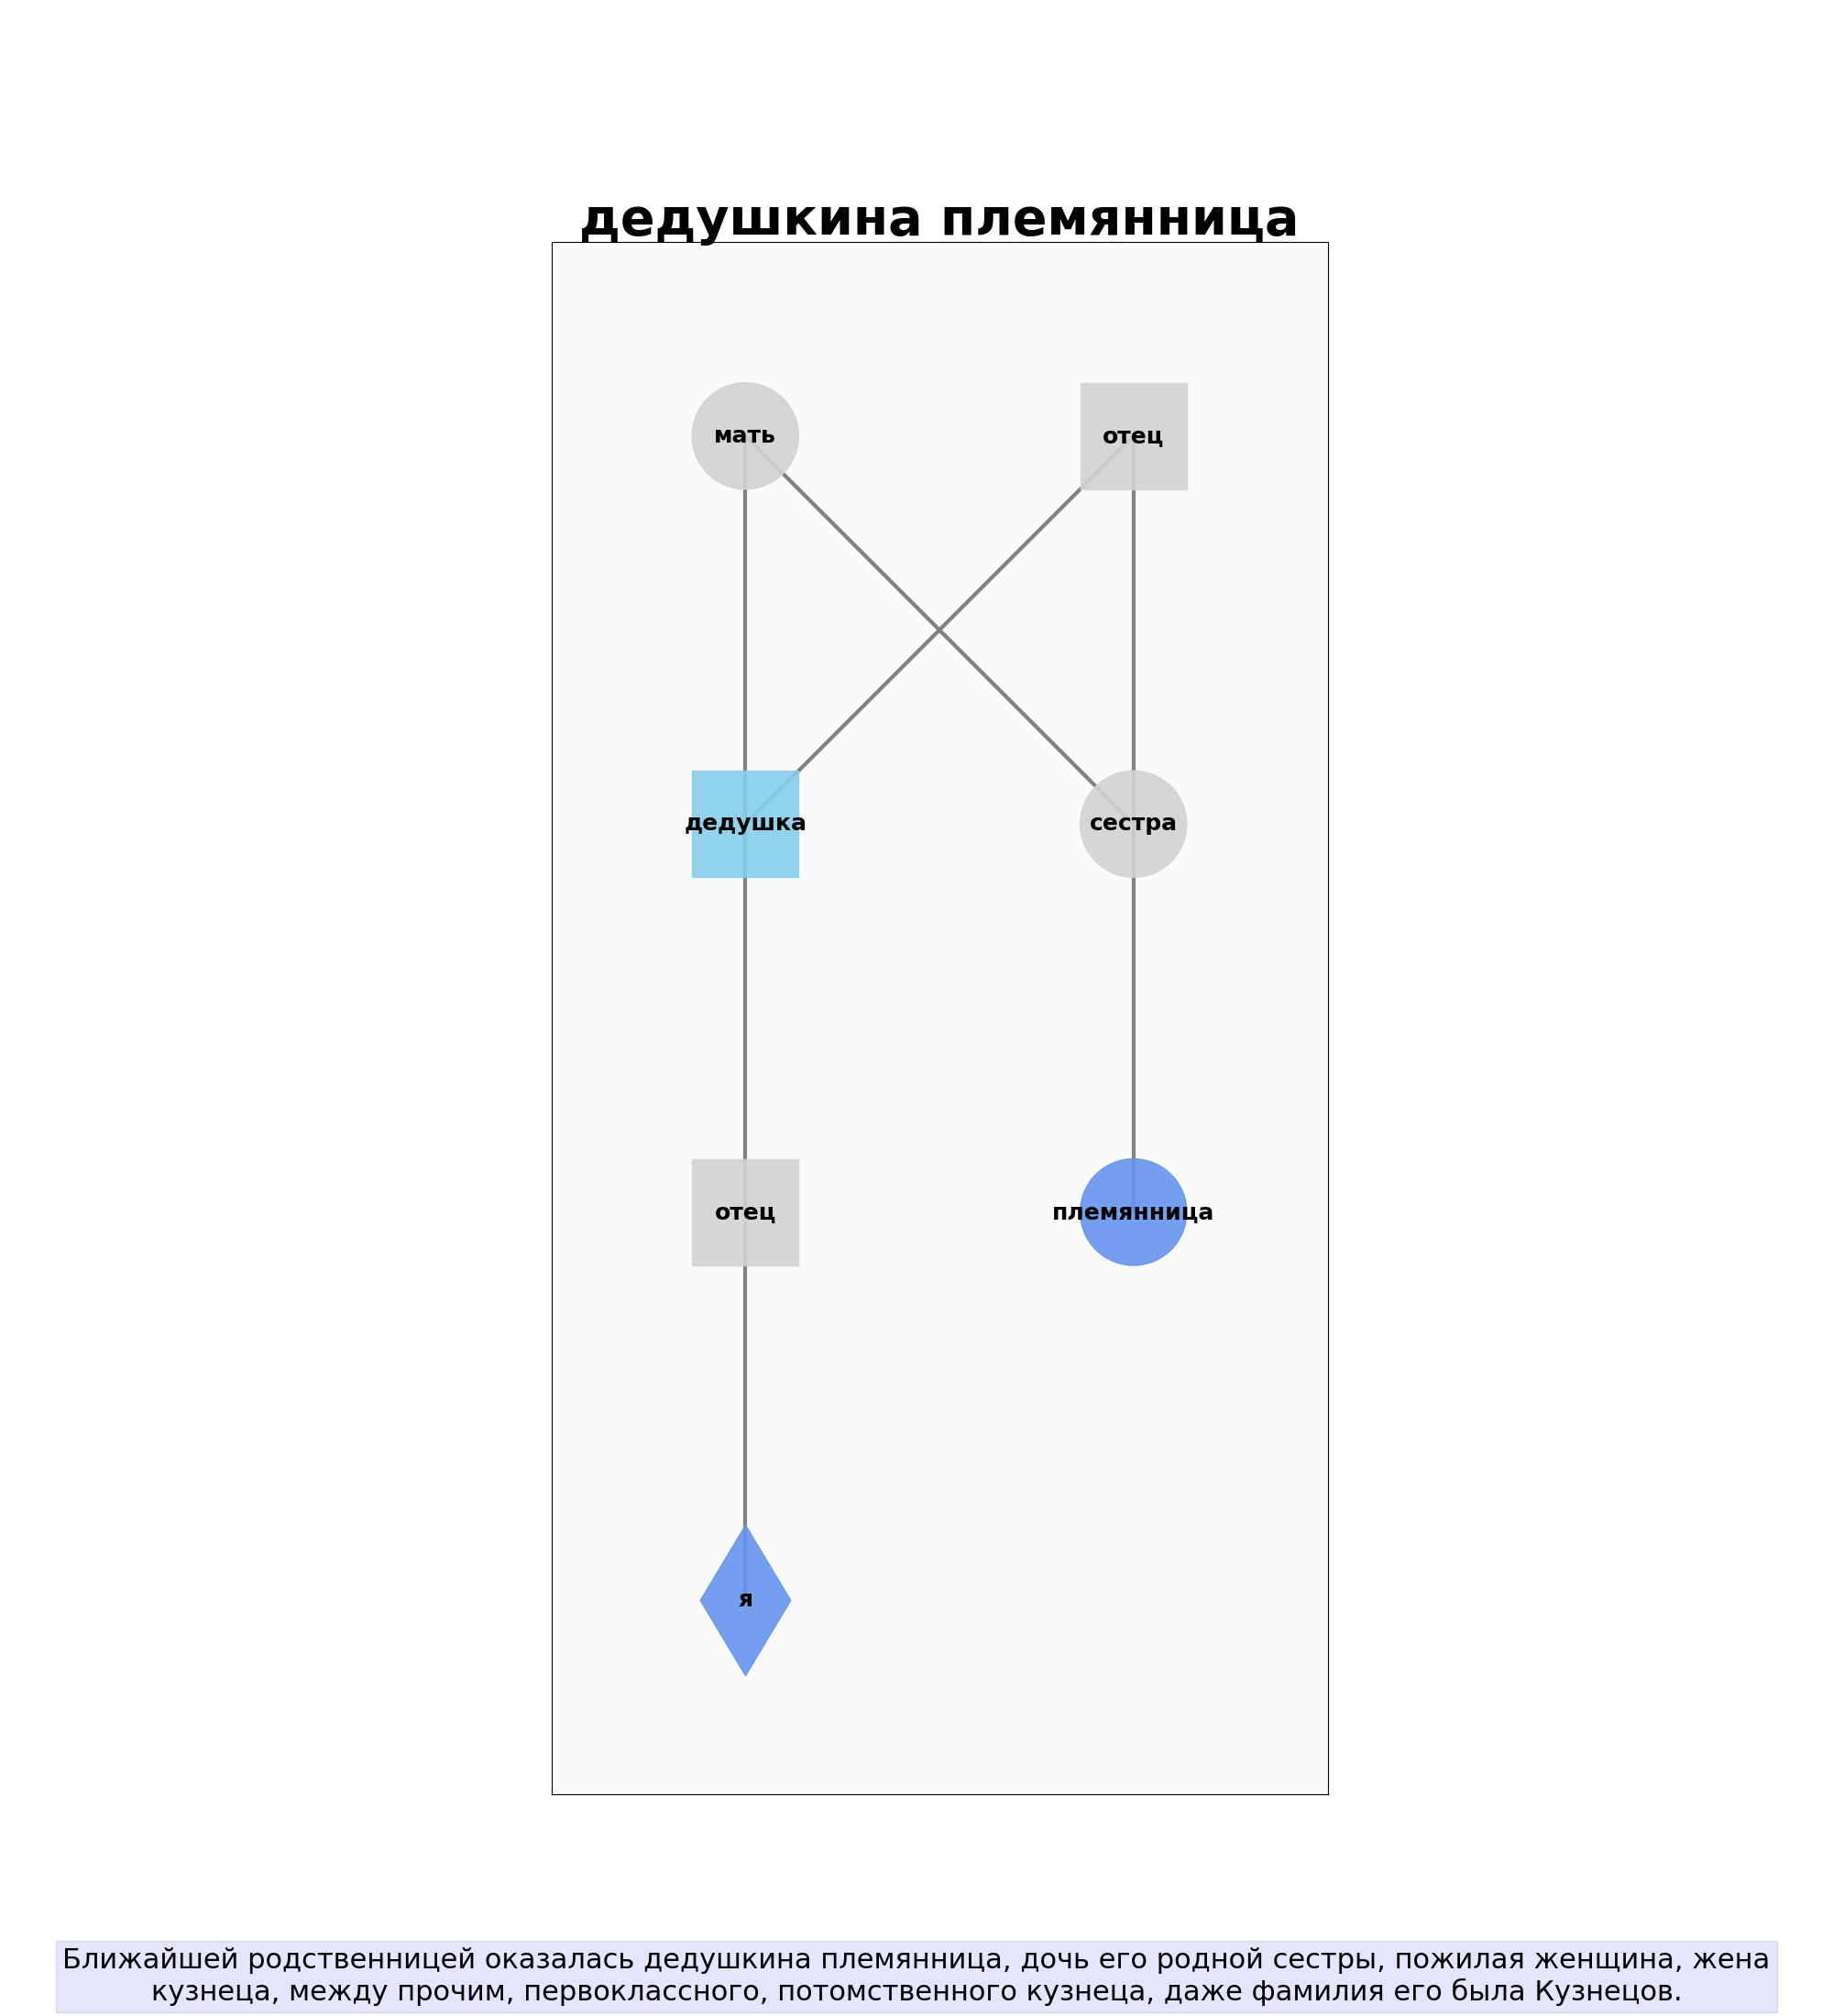 дедушкина племянница
мать
отец
дедушка
сестра
отец
племянница
я
Ближайшей родственницей оказалась дедушкина племянница, дочь его родной сестры, пожилая женщина, жена
кузнеца, между прочим, первоклассного, потомственного кузнеца, даже фамилия его была Кузнецов.